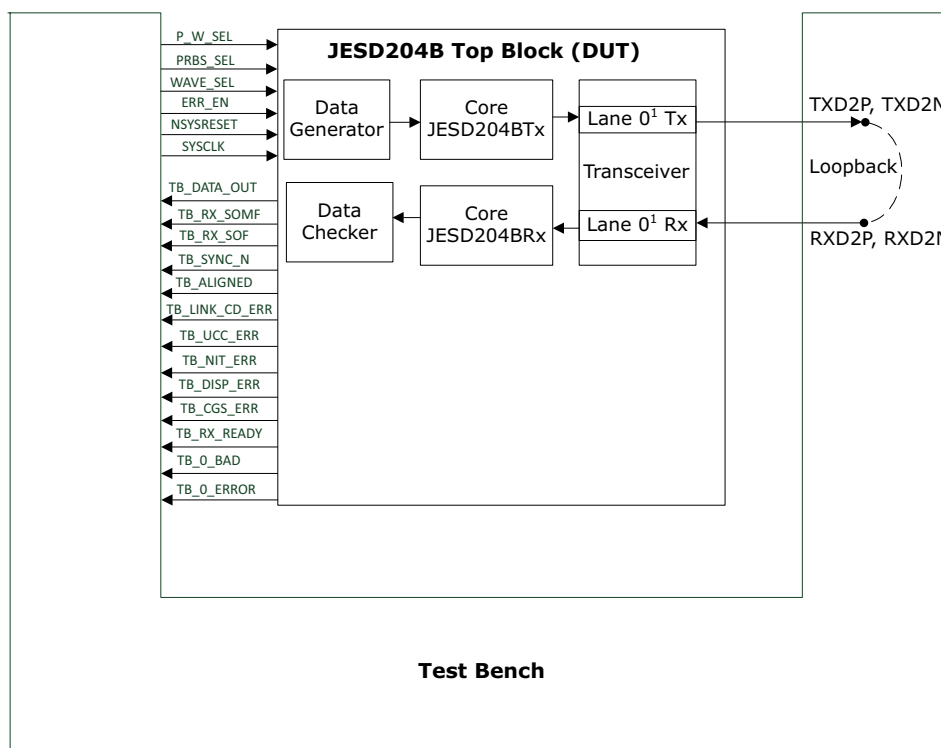 P_W_SEL
PRBS_SEL
WAVE_SEL
ERR_EN
NSYSRESET
SYSCLK
TB_DATA_OUT
TB_RX_SOMF
TB_RX_SOF
TB_SYNC_N
TB_ALIGNED
TB_LINK_CD_ERR
TB_UCC_ERR
TB_NIT_ERR
TB_DISP_ERR
TB_CGS_ERR
TB_RX_READY
TB_0_BAD
TB_0_ERROR
JESD204B Top Block (DUT)
Data
Generator
Core
JESD204BTx
Lane 0¹ Tx
Transceiver
Data
Checker
Core
JESD204BRx
Lane 0¹ Rx
TXD2P, TXD2N
Loopback
RXD2P, RXD2N
Test Bench